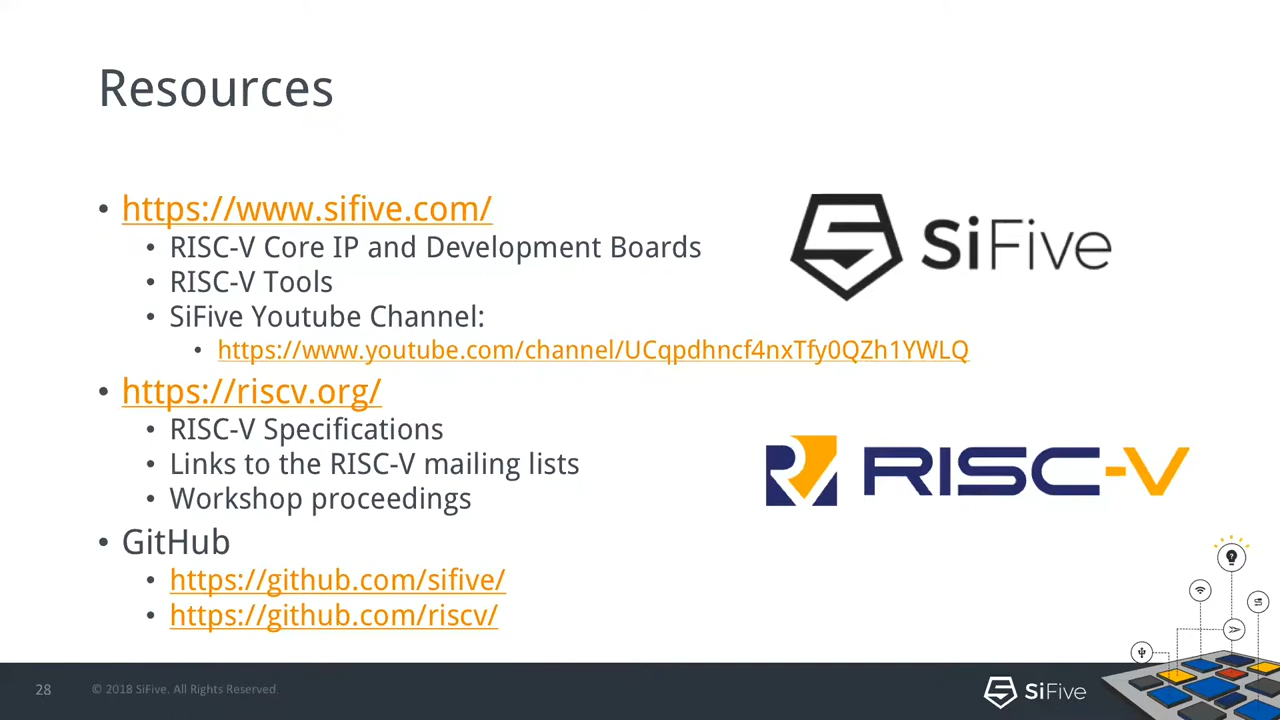 Resources
• https://www.sifive.com/
• RISC-V Core IP and Development Boards
• RISC-V Tools
• SiFive Youtube Channel:
• https://www.youtube.com/channel/UCqpdhncf4nxTfy0QZh1YWLQ
SiFive
• https://riscv.org/
• RISC-V Specifications
• Links to the RISC-V mailing lists
• Workshop proceedings
RISC-V
• GitHub
• https://github.com/sifive/
• https://github.com/riscv/
28
© 2018 SiFive. All Rights Reserved.
SiFive